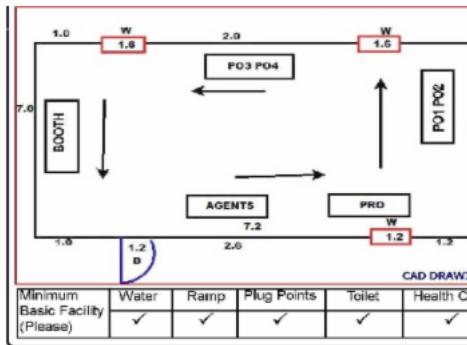 W W
1.0 1.6 2.0 1.5
PO3 PO4
7.0
BOOTH
PO1 PO2
AGENTS PRO
7.2 W
1.0 1.2 2.6 1.2 1.2
D
CAD DRAW
Minimum Basic Facility (Please) Water Ramp Plug Points Toilet Health C
✓ ✓ ✓ ✓ ✓